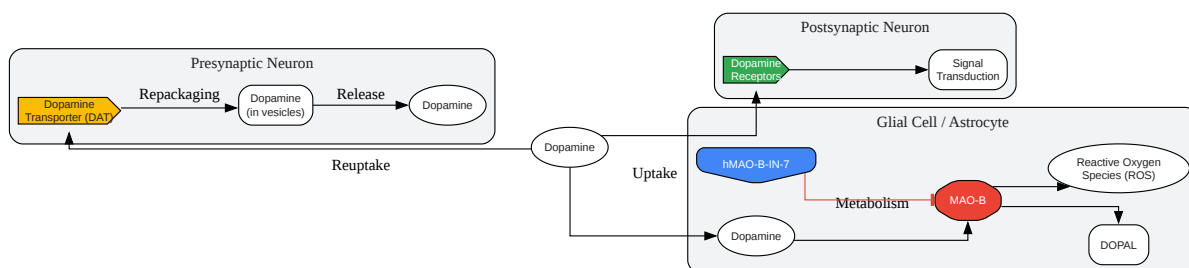 Presynaptic Neuron
Dopamine
Transporter (DAT)
Repackaging
Dopamine
(in vesicles)
Release
Dopamine
Reuptake
Dopamine
Uptake
Postsynaptic Neuron
Dopamine
Receptors
Signal
Transduction
Glial Cell / Astrocyte
hMAO-B-IN-7
Metabolism
MAO-B
Reactive Oxygen
Species (ROS)
Dopamine
DOPAL